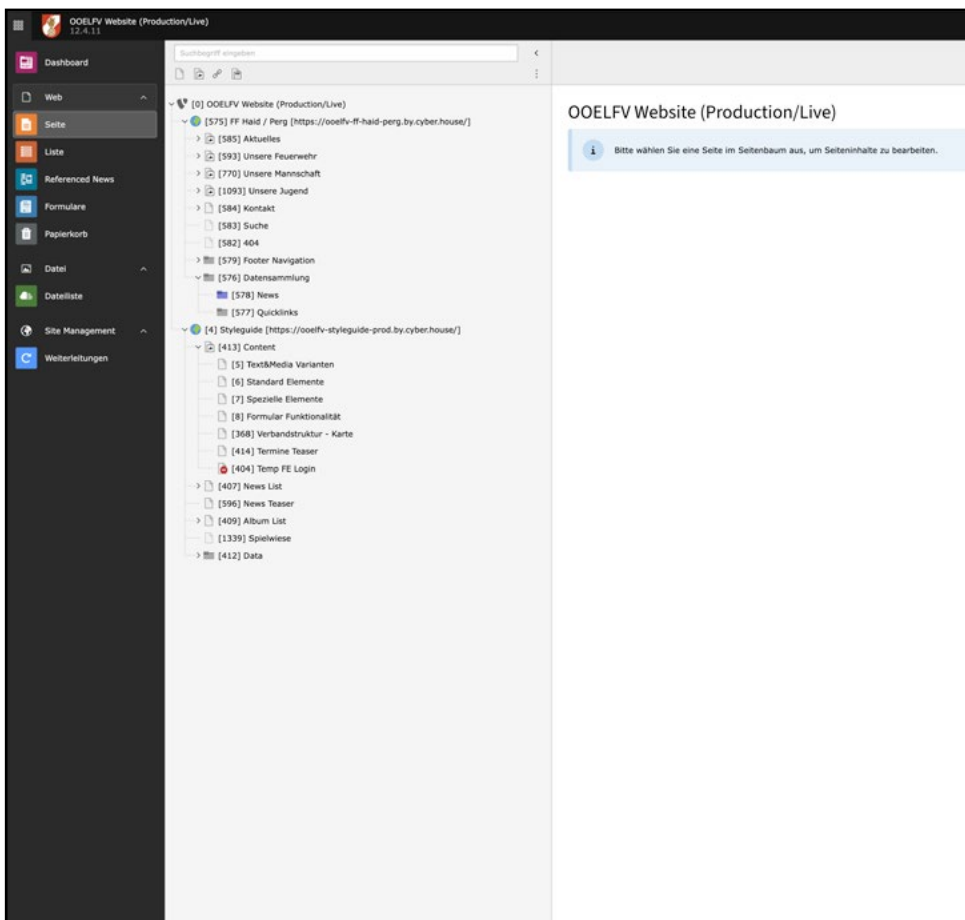 OOELFV Website (Production/Live)
12.4.11
Dashboard
Web
Seite
Liste
Referenced News
Formulare
Papierkorb
Datei
Dateiliste
Site Management
Weiterleitungen
Suchbegriff eingeben
[0] OOELFV Website (Production/Live)
[575] FF Haid / Perg [https://ooelfv-ff-haid-perg.by.cyber.house/]
[585] Aktuelles
[593] Unsere Feuerwehr
[770] Unsere Mannschaft
[1093] Unsere Jugend
[584] Kontakt
[583] Suche
[582] 404
[579] Footer Navigation
[576] Datensammlung
[578] News
[577] Quicklinks
[4] Styleguide [https://ooelfv-styleguide-prod.by.cyber.house/]
[413] Content
[5] Text&Media Varianten
[6] Standard Elemente
[7] Spezielle Elemente
[8] Formular Funktionalität
[368] Verbandstruktur - Karte
[414] Termine Teaser
[404] Temp FE Login
[407] News List
[596] News Teaser
[409] Album List
[1339] Spielwiese
[412] Data
OOELFV Website (Production/Live)
Bitte wählen Sie eine Seite im Seitenbaum aus, um Seiteninhalte zu bearbeiten.